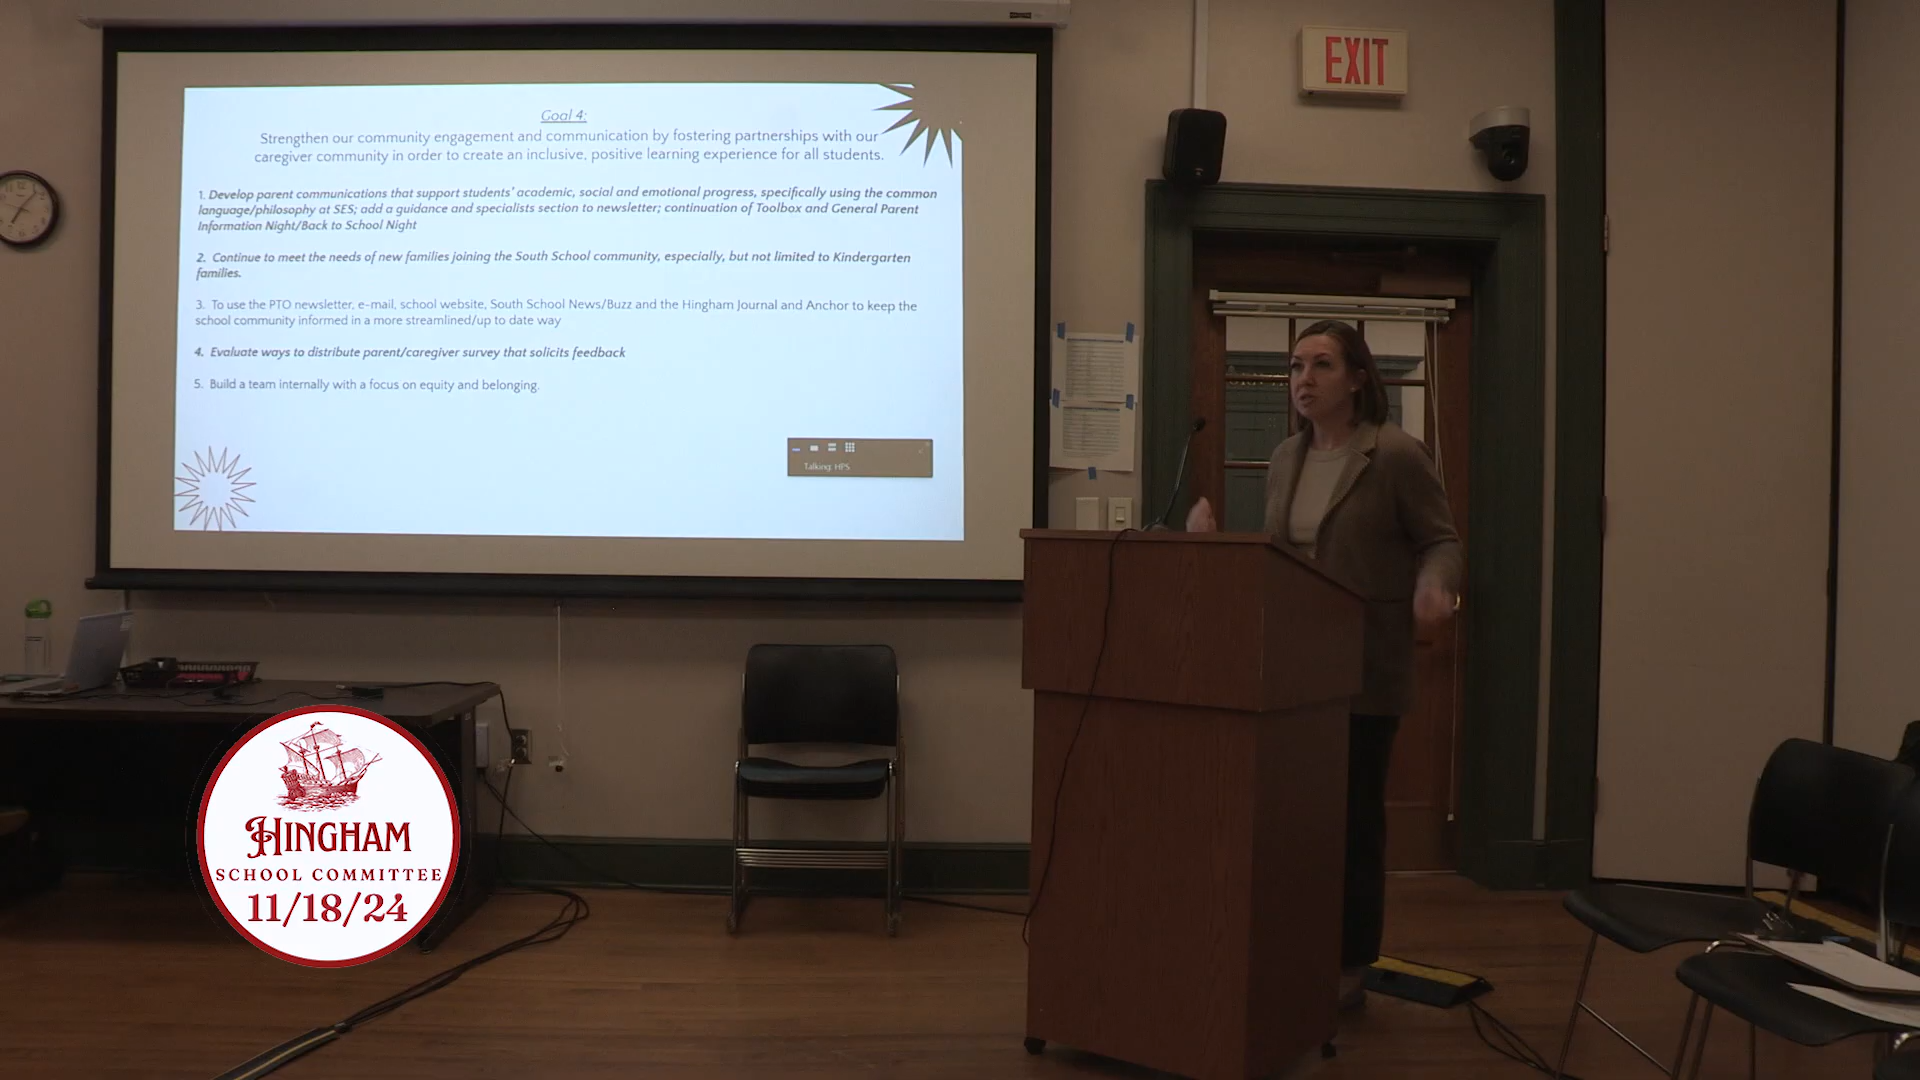 EXIT
Goal 4:
Strengthen our community engagement and communication by fostering partnerships with our
caregiver community in order to create an inclusive, positive learning experience for all students.
1. Develop parent communications that support students' academic, social and emotional progress, specifically using the common
language/philosophy at SES; add a guidance and specialists section to newsletter; continuation of Toolbox and General Parent
Information Night/Back to School Night
2. Continue to meet the needs of new families joining the South School community, especially, but not limited to Kindergarten
families.
3. To use the PTO newsletter, e-mail, school website, South School News/Buzz and the Hingham Journal and Anchor to keep the
school community informed in a more streamlined/up to date way
4. Evaluate ways to distribute parent/caregiver survey that solicits feedback
5. Build a team internally with a focus on equity and belonging.
Talking: HPS
HINGHAM
SCHOOL COMMITTEE
11/18/24